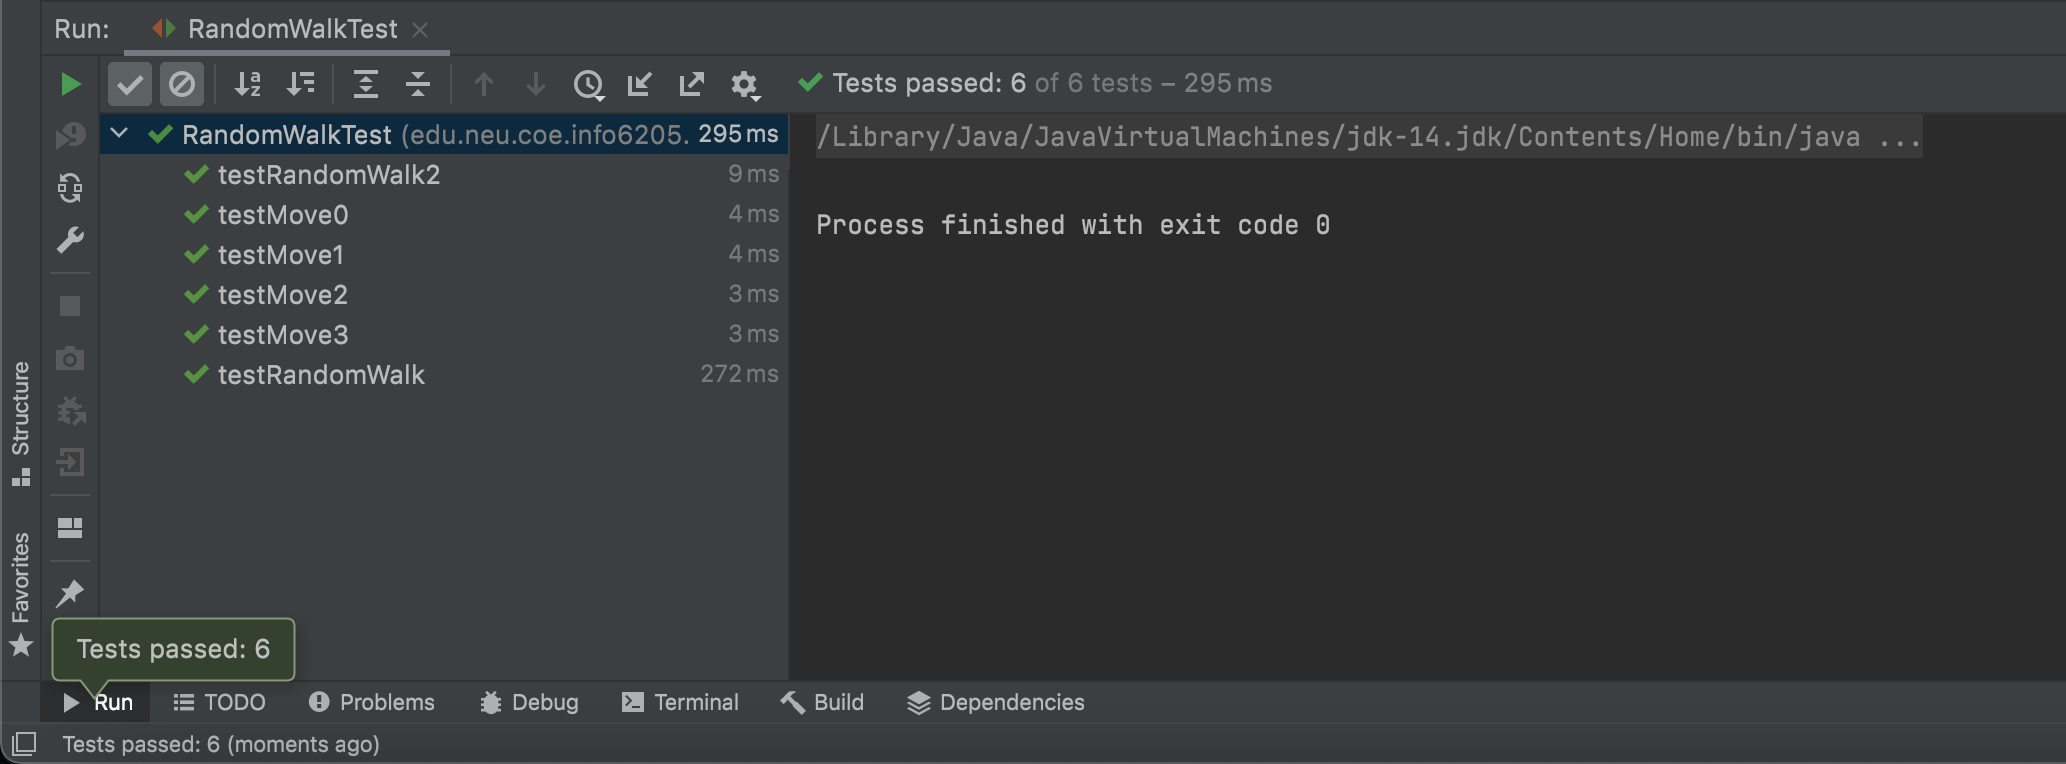 Run: RandomWalkTest
Tests passed: 6 of 6 tests – 295 ms
RandomWalkTest (edu.neu.coe.info6205. 295 ms
testRandomWalk2 9 ms
testMove0 4 ms
testMove1 4 ms
testMove2 3 ms
testMove3 3 ms
testRandomWalk 272 ms
/Library/Java/JavaVirtualMachines/jdk-14.jdk/Contents/Home/bin/java ...
Process finished with exit code 0
Structure
Favorites
Tests passed: 6
Run TODO Problems Debug Terminal Build Dependencies
Tests passed: 6 (moments ago)